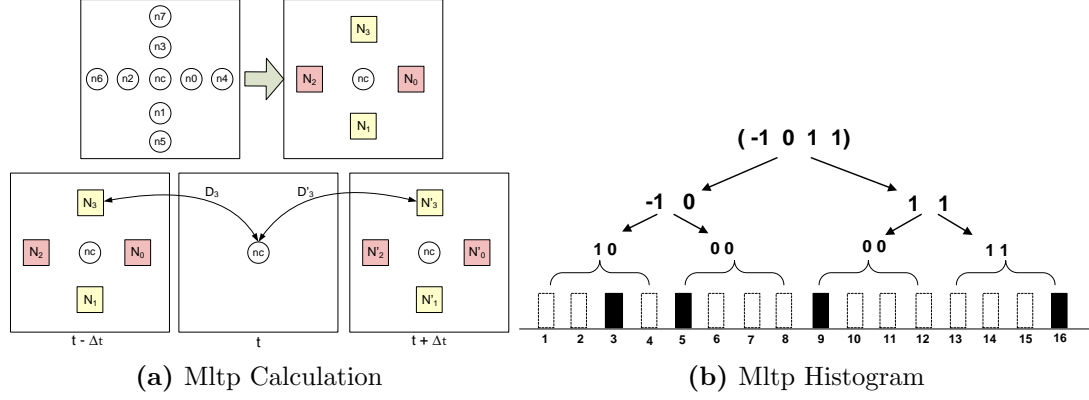 n7
n3
n6 n2 nc n0 n4
n1
n5
N3
N2 nc N0
N1
N3
N2 nc N0
N1
t - Δt
D3
nc
t
D'3
N'3
N'2 nc N'0
N'1
t + Δt
(a) Mltp Calculation
( -1 0 1 1)
-1 0
1 1
1 0
0 0
0 0
1 1
1 2 3 4 5 6 7 8 9 10 11 12 13 14 15 16
(b) Mltp Histogram